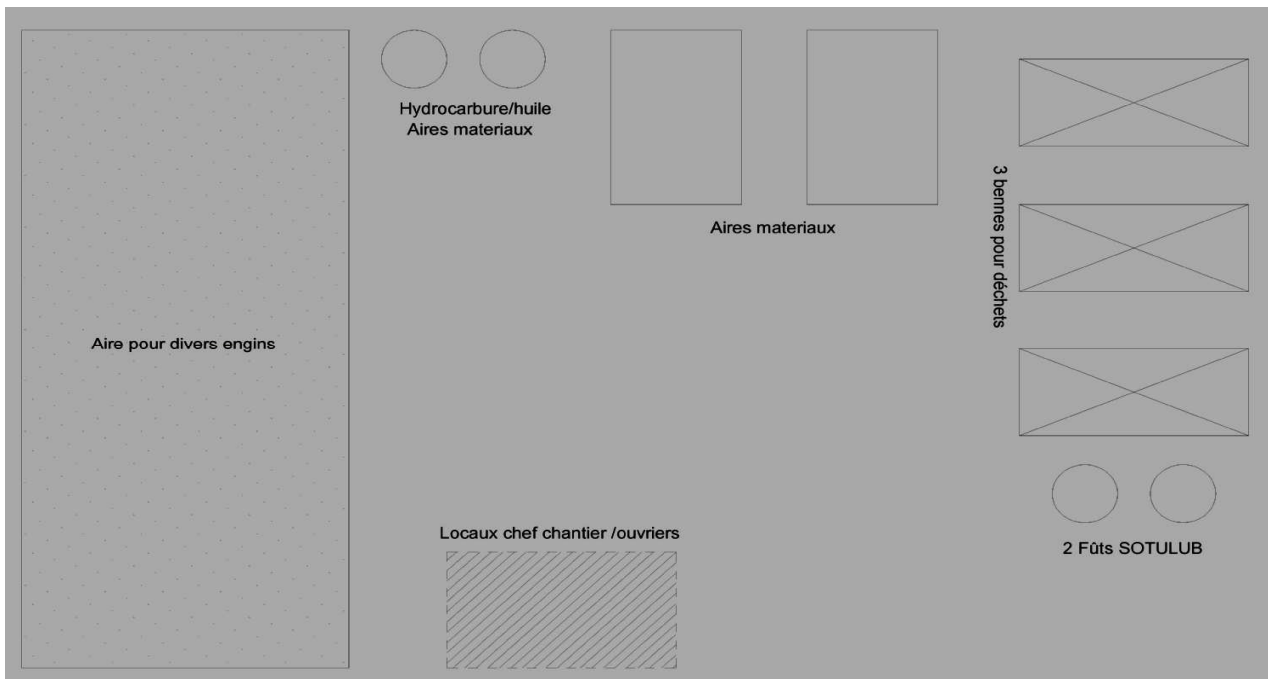 Hydrocarbure/huile
Aires materiaux
Aires materiaux
3 bennes pour déchets
Aire pour divers engins
Locaux chef chantier /ouvriers
2 Fûts SOTULUB